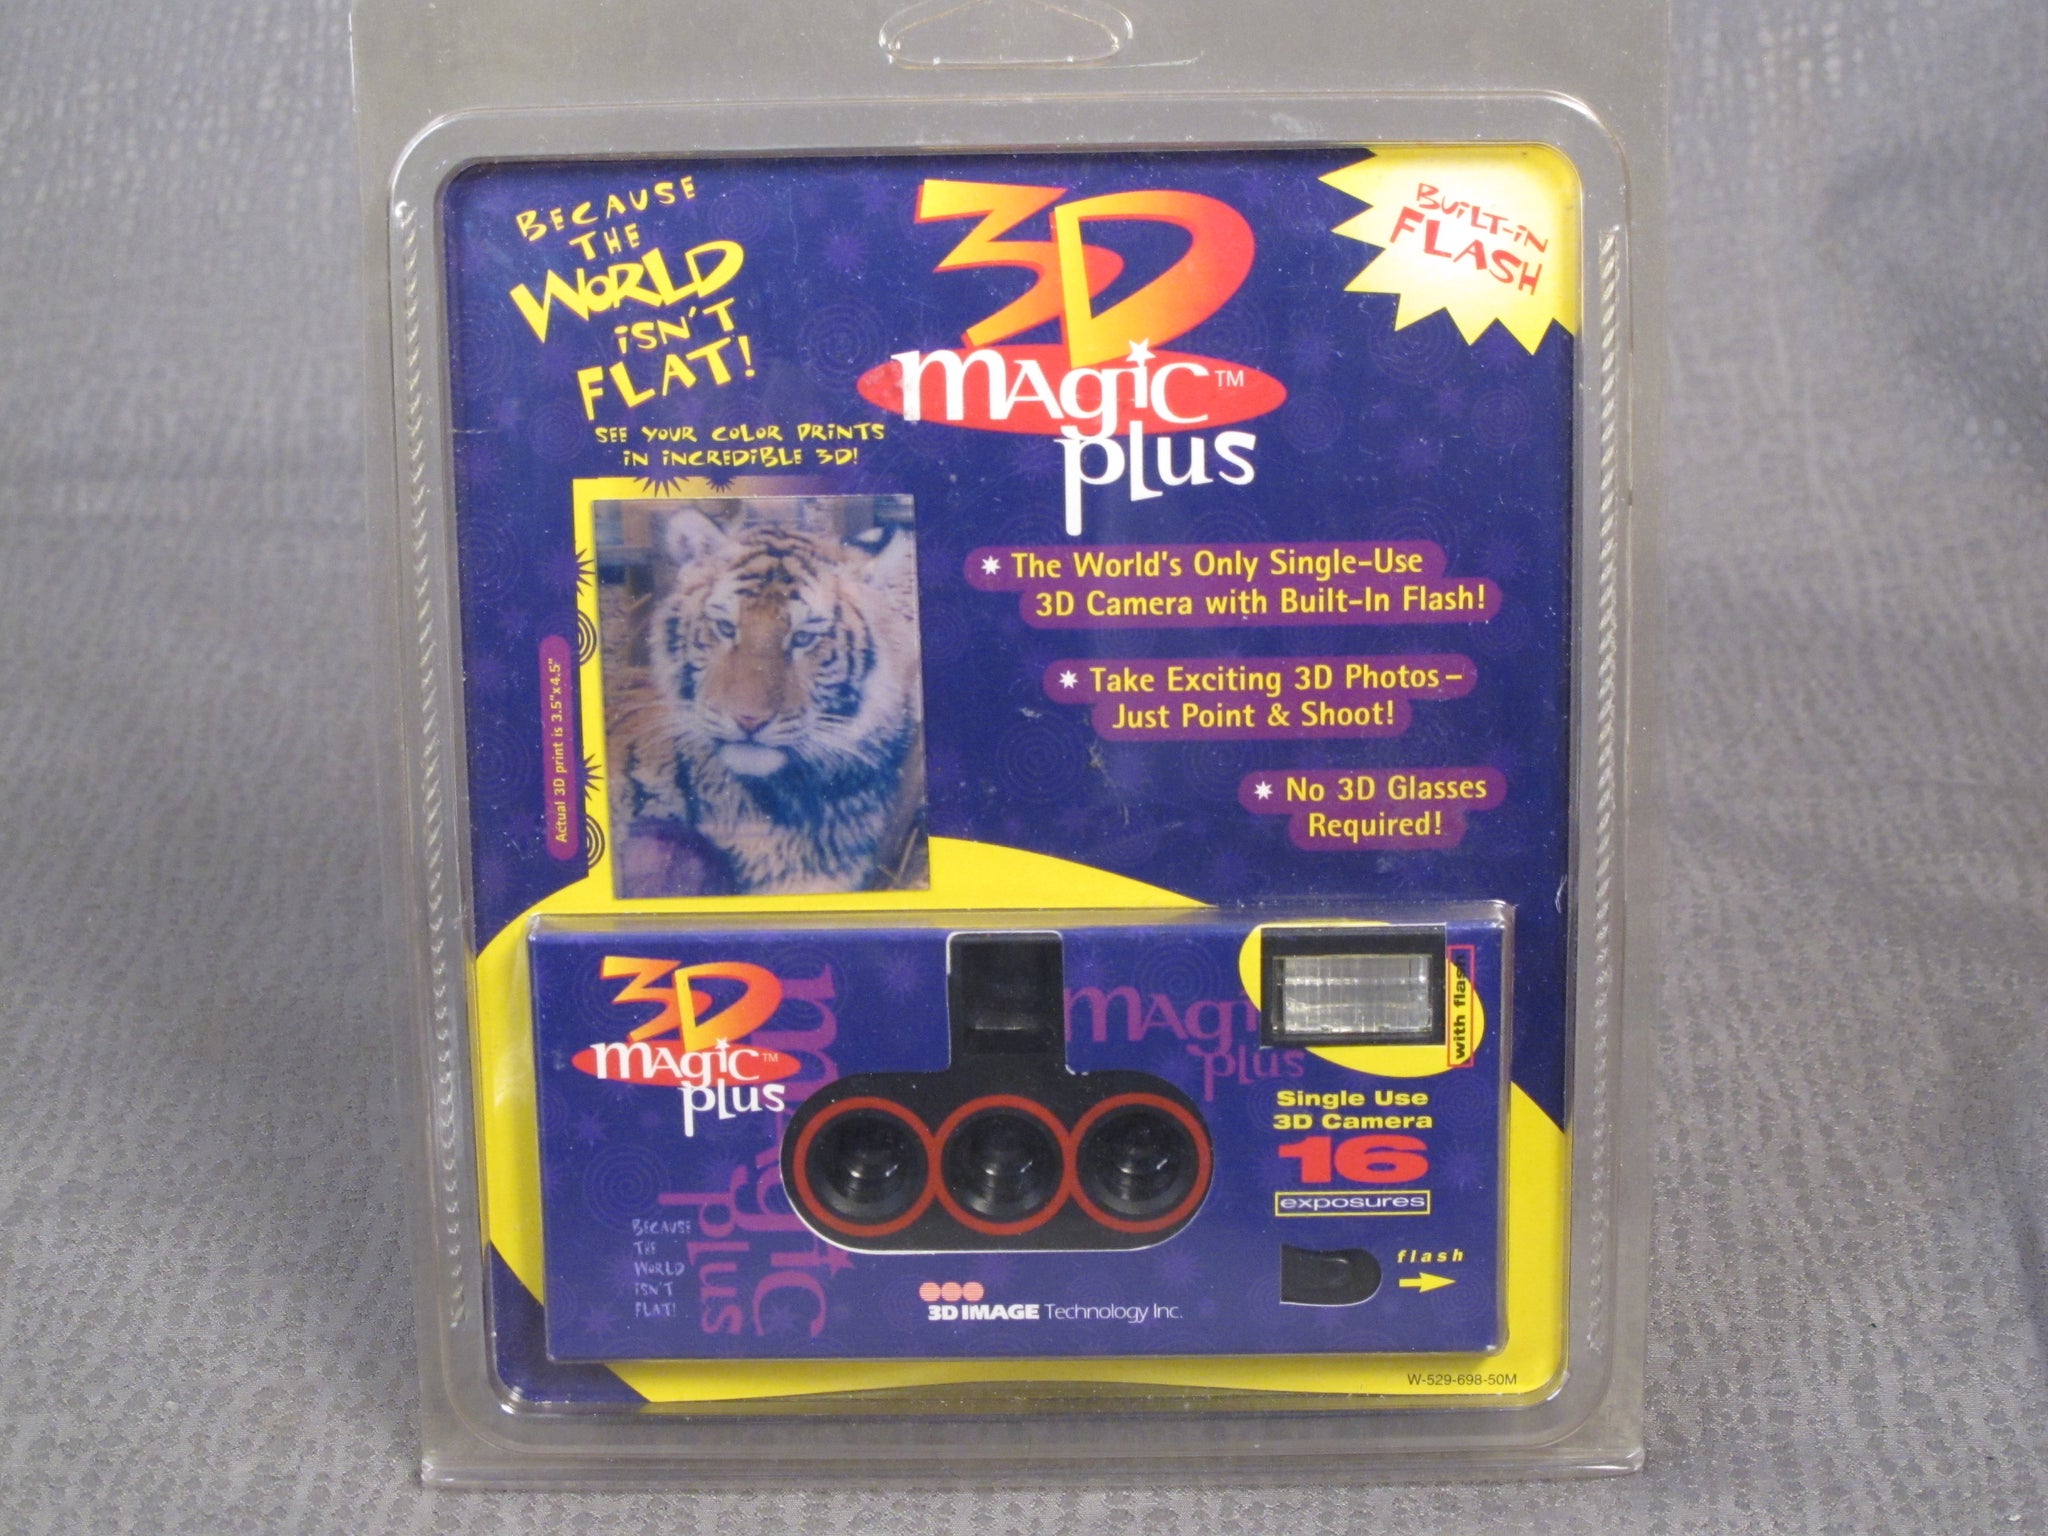 BECAUSE
THE
WORLD
ISN'T
FLAT!
SEE YOUR COLOR PRINTS
IN INCREDIBLE 3D!
3D
magic™
plus
BUILT-IN
FLASH
* The World's Only Single-Use
3D Camera with Built-In Flash!
* Take Exciting 3D Photos –
Just Point & Shoot!
* No 3D Glasses
Required!
Actual 3D print is 3.5"x4.5"
3D
magic™
plus
magic
plus
magic
plus
with flash
Single Use
3D Camera
16
exposures
flash
BECAUSE
THE
WORLD
ISN'T
FLAT!
3D IMAGE Technology Inc.
W-529-698-50M